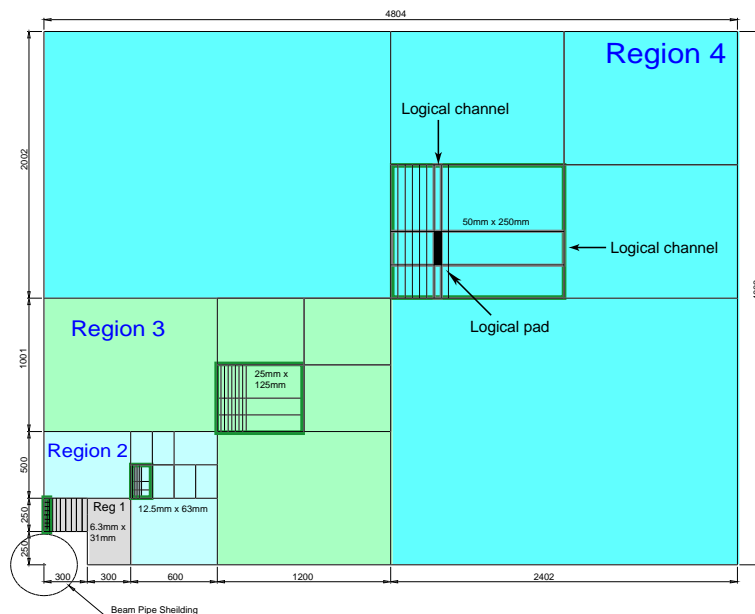 4804
Region 4
Logical channel
2002
50mm x 250mm
Logical channel
Logical pad
Region 3
1001
25mm x
125mm
Region 2
500
Reg 1
12.5mm x 63mm
250
6.3mm x
31mm
250
300
300
600
1200
2402
Beam Pipe Sheilding